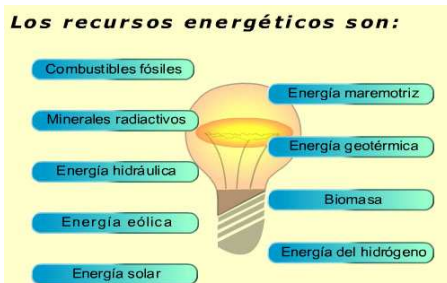 Los recursos energéticos son:
Combustibles fósiles
Minerales radiactivos
Energía hidráulica
Energía eólica
Energía solar
Energía maremotriz
Energía geotérmica
Biomasa
Energía del hidrógeno